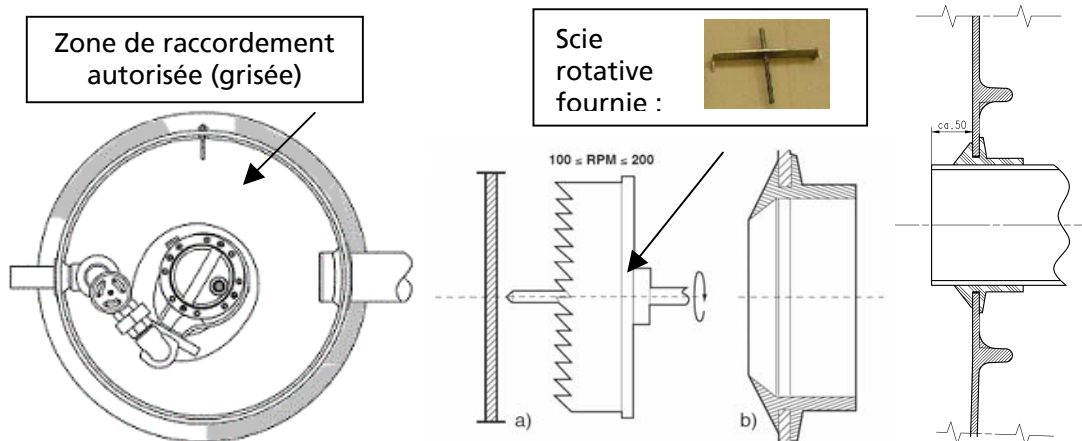 Zone de raccordement
autorisée (grisée)
Scie
rotative
fournie :
100 ≤ RPM ≤ 200
a)
b)
ca.50